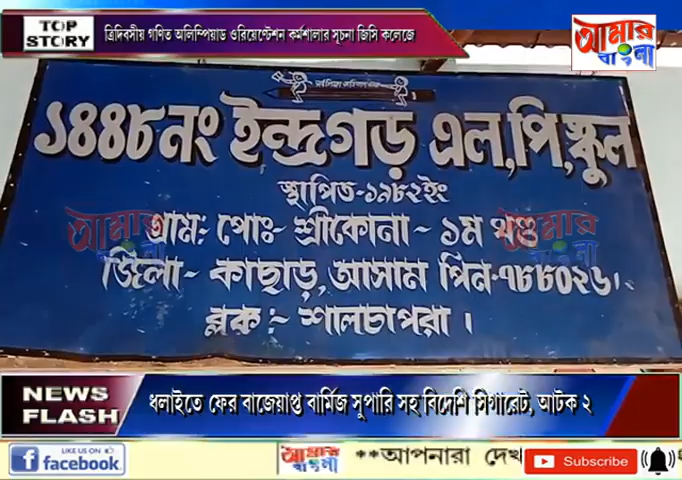 TOP STORY
ত্রিদিবসীয় গণিত অলিম্পিয়াড ওরিয়েণ্টেশন কর্মশালার সূচনা জিসি কলেজে
আমার বাংলা
১৪৪৮নং ইন্দ্রগড় এল,পি,স্কুল
স্থাপিত-১৯৮২ইং
গ্রাম: পোঃ- শ্রীকোনা - ১ম খণ্ড
জিলা- কাছাড়, আসাম পিন-৭৮৮০২৬।
ব্লক :- শালচাপরা।
আমার বাংলা
আমার বাংলা
NEWS FLASH
ধলাইতে ফের বাজেয়াপ্ত বার্মিজ সুপারি সহ বিদেশি সিগারেট, আটক ২
LIKE US ON
facebook
আমার বাংলা
**আপনারা দেখ
Subscribe